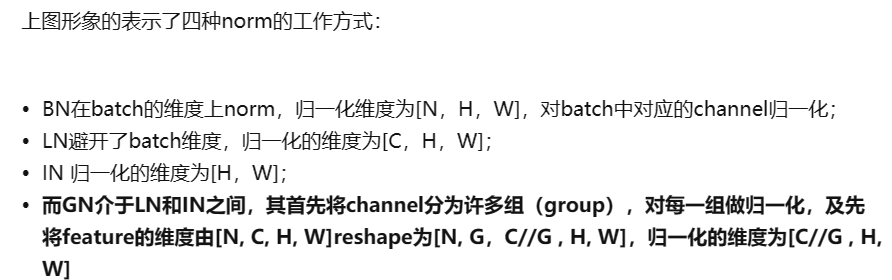 上图形象的表示了四种norm的工作方式：
• BN在batch的维度上norm，归一化维度为[N，H，W]，对batch中对应的channel归一化；
• LN避开了batch维度，归一化的维度为[C，H，W]；
• IN 归一化的维度为[H，W]；
• 而GN介于LN和IN之间，其首先将channel分为许多组（group），对每一组做归一化，及先
将feature的维度由[N, C, H, W]reshape为[N, G，C//G , H, W]，归一化的维度为[C//G , H,
W]